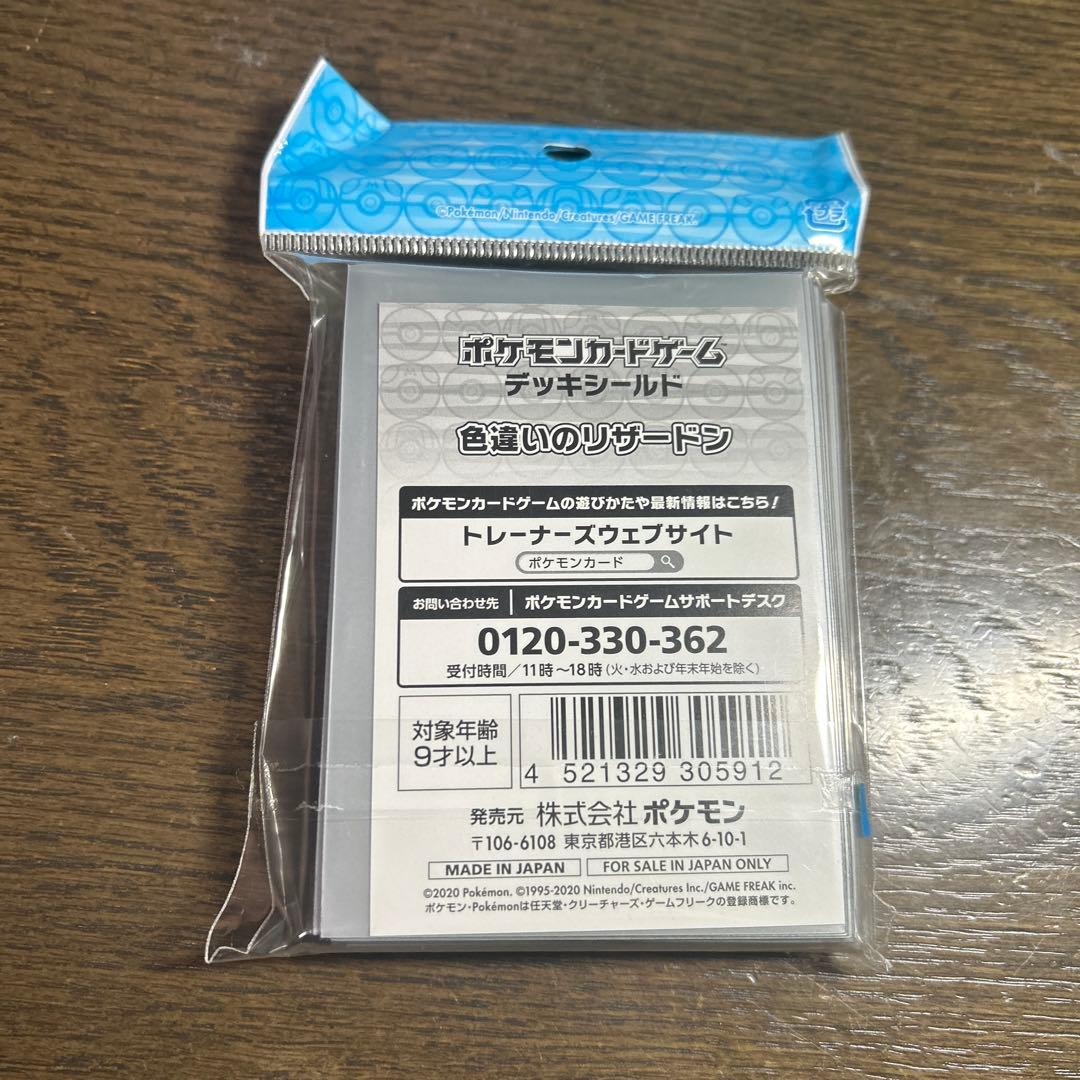 ©Pokémon/Nintendo/Creatures/GAME FREAK
プラ
ポケモンカードゲーム
デッキシールド
色違いのリザードン
ポケモンカードゲームの遊びかたや最新情報はこちら!
トレーナーズウェブサイト
ポケモンカード
お問い合わせ先 ポケモンカードゲームサポートデスク
0120-330-362
受付時間/11時~18時(火・水および年末年始を除く)
対象年齢
9才以上
4 521329 305912
発売元 株式会社 ポケモン
〒106-6108 東京都港区六本木6-10-1
MADE IN JAPAN FOR SALE IN JAPAN ONLY
©2020 Pokémon. ©1995-2020 Nintendo/Creatures Inc./GAME FREAK inc.
ポケモン・Pokémonは任天堂・クリーチャーズ・ゲームフリークの登録商標です。